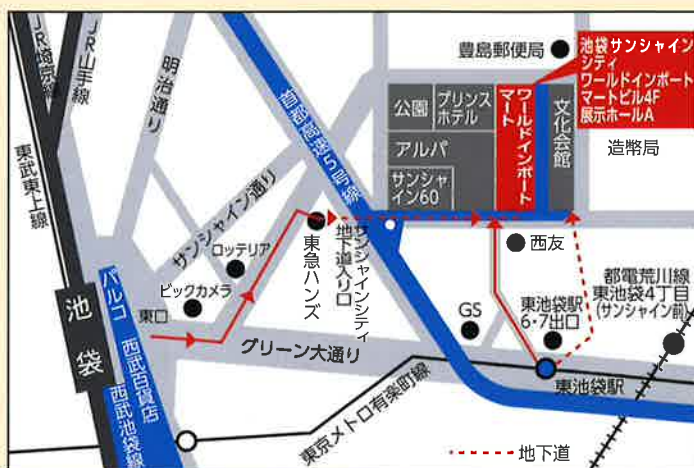 JR埼京線
JR山手線
明治通り
東武東上線
首都高速5号線
豊島郵便局
池袋サンシャイン
シティ
ワールドインポート
マートビル4F
展示ホールA
公園
プリンス
ホテル
ワールドインポート
マート
文化会館
アルパ
サンシャ
イン60
造幣局
サンシャイン通り
ロッテリア
ビックカメラ
東急ハンズ
サンシャインシティ
地下道入り口
西友
都電荒川線
東池袋4丁目
(サンシャイン前)
GS
東池袋駅
6・7出口
パルコ
東口
池袋
西武百貨店
西武池袋線
グリーン大通り
東池袋駅
東京メトロ有楽町線
地下道